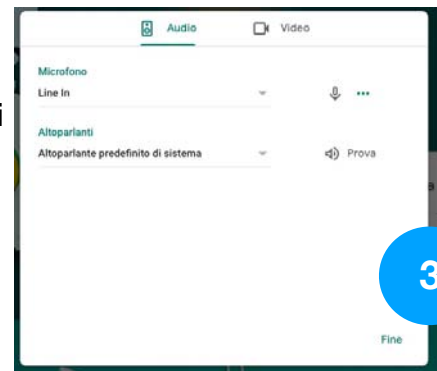 Audio Video
Microfono
Line In
i
Altoparlanti
Altoparlante predefinito di sistema Prova
3
Fine